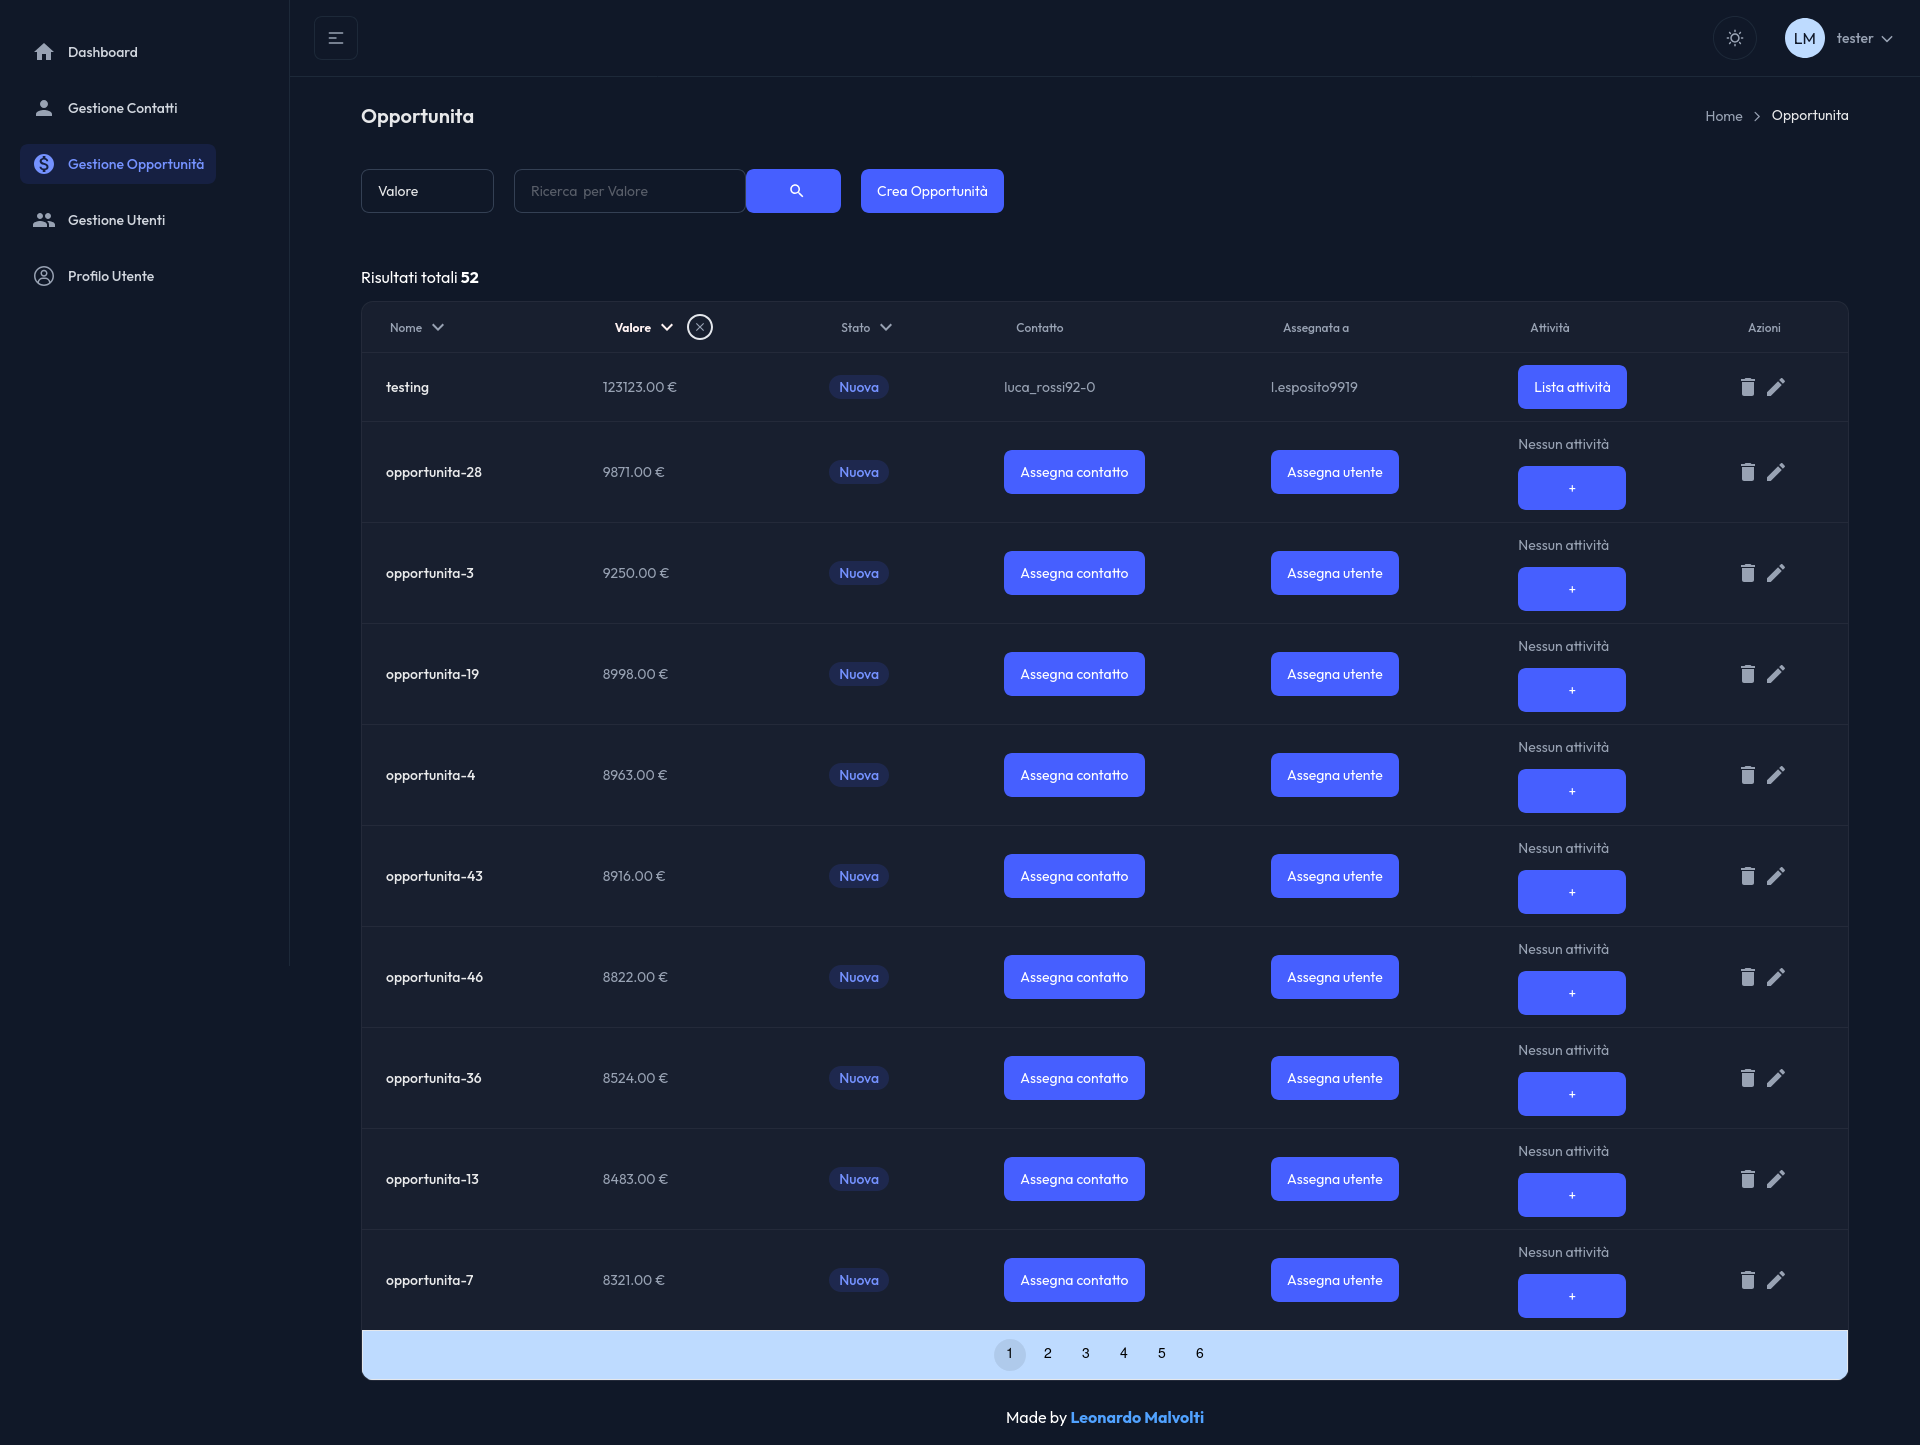 Dashboard
Gestione Contatti
Gestione Opportunità
Gestione Utenti
Profilo Utente
LM
tester
Opportunita
Home
Opportunita
Valore
Ricerca per Valore
Crea Opportunità
Risultati totali 52
Nome Valore Stato Contatto Assegnata a Attività Azioni
testing 123123.00 € Nuova luca_rossi92-0 l.esposito9919 Lista attività
Nessun attività
opportunita-28 9871.00 € Nuova Assegna contatto Assegna utente
+
Nessun attività
opportunita-3 9250.00 € Nuova Assegna contatto Assegna utente
+
Nessun attività
opportunita-19 8998.00 € Nuova Assegna contatto Assegna utente
+
Nessun attività
opportunita-4 8963.00 € Nuova Assegna contatto Assegna utente
+
Nessun attività
opportunita-43 8916.00 € Nuova Assegna contatto Assegna utente
+
Nessun attività
opportunita-46 8822.00 € Nuova Assegna contatto Assegna utente
+
Nessun attività
opportunita-36 8524.00 € Nuova Assegna contatto Assegna utente
+
Nessun attività
opportunita-13 8483.00 € Nuova Assegna contatto Assegna utente
+
Nessun attività
opportunita-7 8321.00 € Nuova Assegna contatto Assegna utente
+
1 2 3 4 5 6
Made by Leonardo Malvolti